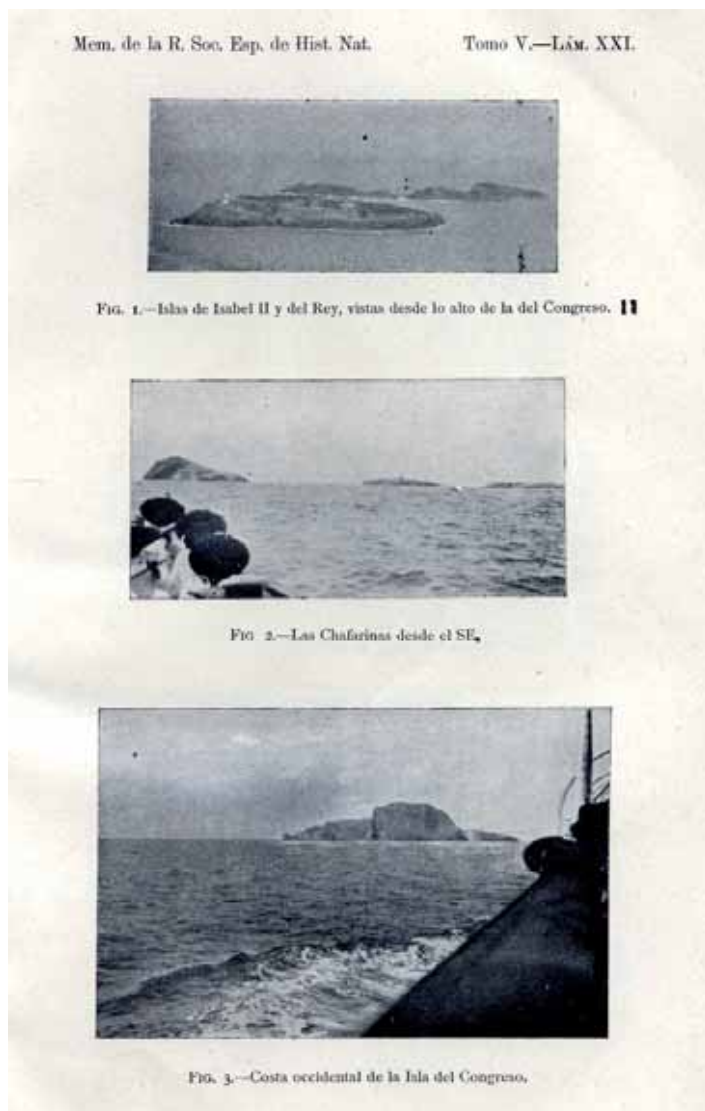 Mem. de la R. Soc. Esp. de Hist. Nat. Tomo V.—LÁM. XXI.
FIG. 1.—Islas de Isabel II y del Rey, vistas desde lo alto de la del Congreso.
FIG 2.—Las Chafarinas desde el SE.
FIG. 3.—Costa occidental de la Isla del Congreso.